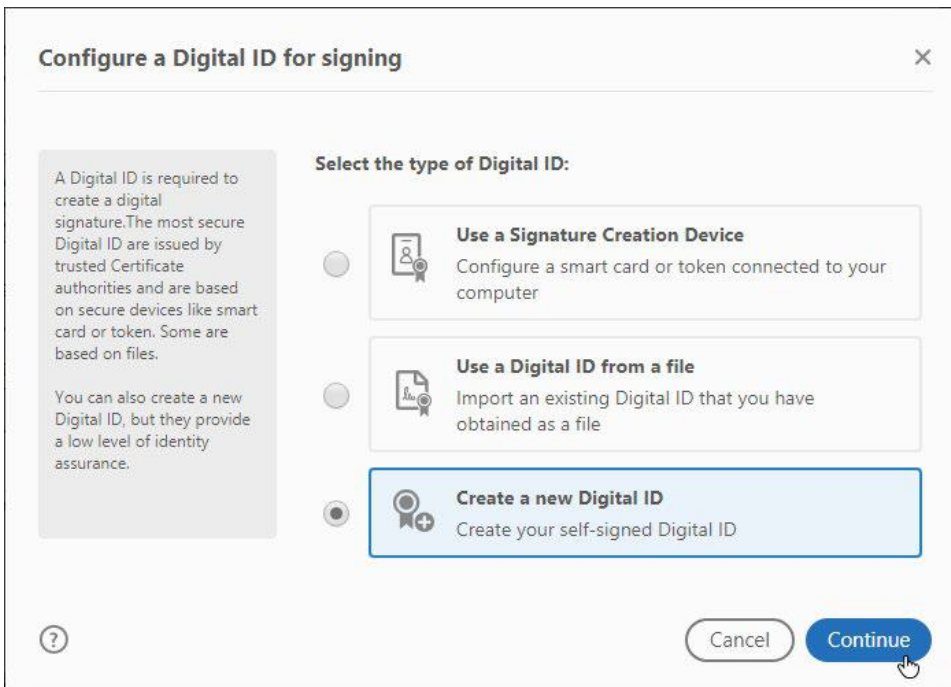 Configure a Digital ID for signing
A Digital ID is required to
create a digital
signature.The most secure
Digital ID are issued by
trusted Certificate
authorities and are based
on secure devices like smart
card or token. Some are
based on files.
You can also create a new
Digital ID, but they provide
a low level of identity
assurance.
Select the type of Digital ID:
Use a Signature Creation Device
Configure a smart card or token connected to your
computer
Use a Digital ID from a file
Import an existing Digital ID that you have
obtained as a file
Create a new Digital ID
Create your self-signed Digital ID
?
Cancel
Continue